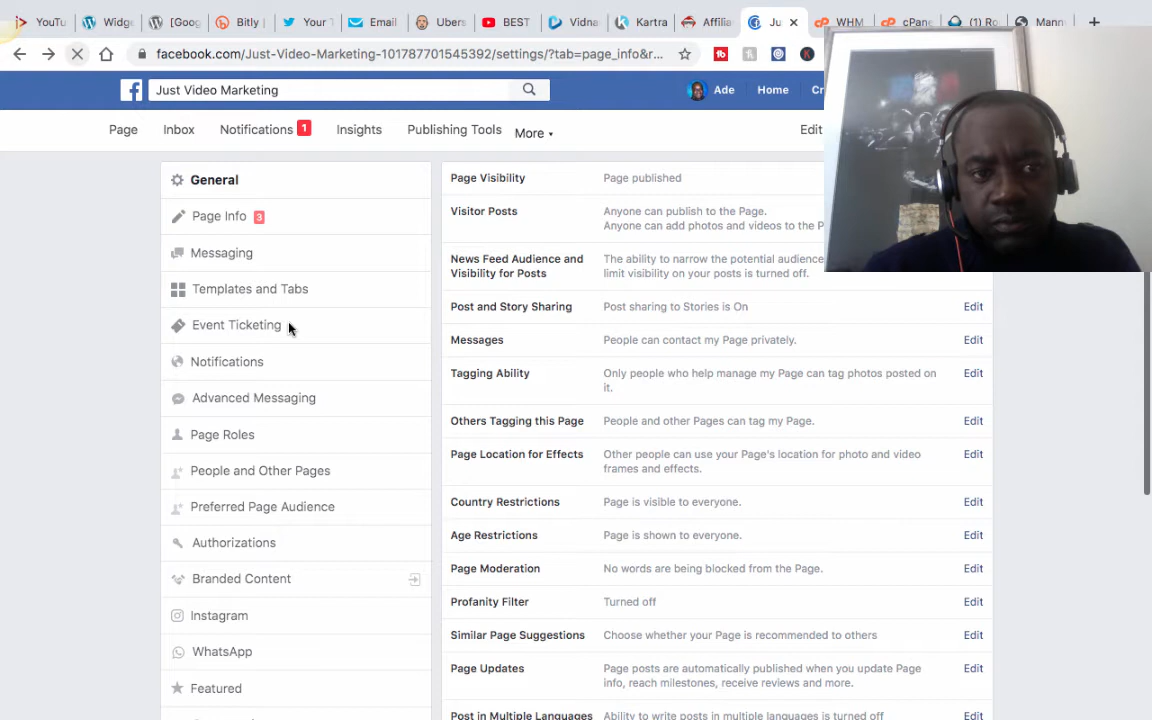 YouTu
Widge
[Goog
Bitly |
Your T
Email
Ubers
BEST
Vidna
Kartra
Affilia
Ju
WHM
cPane
(1) Ro
Mann
facebook.com/Just-Video-Marketing-101787701545392/settings/?tab=page_info&r...
Just Video Marketing
Ade
Home
Cr
Page
Inbox
Notifications 1
Insights
Publishing Tools
More
Edit
General
Page Info 3
Messaging
Templates and Tabs
Event Ticketing
Notifications
Advanced Messaging
Page Roles
People and Other Pages
Preferred Page Audience
Authorizations
Branded Content
Instagram
WhatsApp
Featured
Page Visibility
Page published
Visitor Posts
Anyone can publish to the Page.
Anyone can add photos and videos to the P
News Feed Audience and
Visibility for Posts
The ability to narrow the potential audience
limit visibility on your posts is turned off.
Post and Story Sharing
Post sharing to Stories is On
Edit
Messages
People can contact my Page privately.
Edit
Tagging Ability
Only people who help manage my Page can tag photos posted on
it.
Edit
Others Tagging this Page
People and other Pages can tag my Page.
Edit
Page Location for Effects
Other people can use your Page's location for photo and video
frames and effects.
Edit
Country Restrictions
Page is visible to everyone.
Edit
Age Restrictions
Page is shown to everyone.
Edit
Page Moderation
No words are being blocked from the Page.
Edit
Profanity Filter
Turned off
Edit
Similar Page Suggestions
Choose whether your Page is recommended to others
Edit
Page Updates
Page posts are automatically published when you update Page
info, reach milestones, receive reviews and more.
Edit
Post in Multiple Languages
Ability to write posts in multiple languages is turned off
Edit